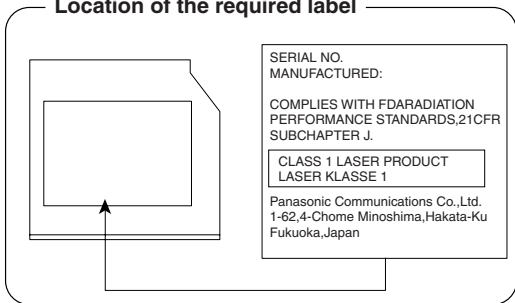 Location of the required label
SERIAL NO.
MANUFACTURED:
COMPLIES WITH FDARADIATION
PERFORMANCE STANDARDS,21CFR
SUBCHAPTER J.
CLASS 1 LASER PRODUCT
LASER KLASSE 1
Panasonic Communications Co.,Ltd.
1-62,4-Chome Minoshima,Hakata-Ku
Fukuoka,Japan